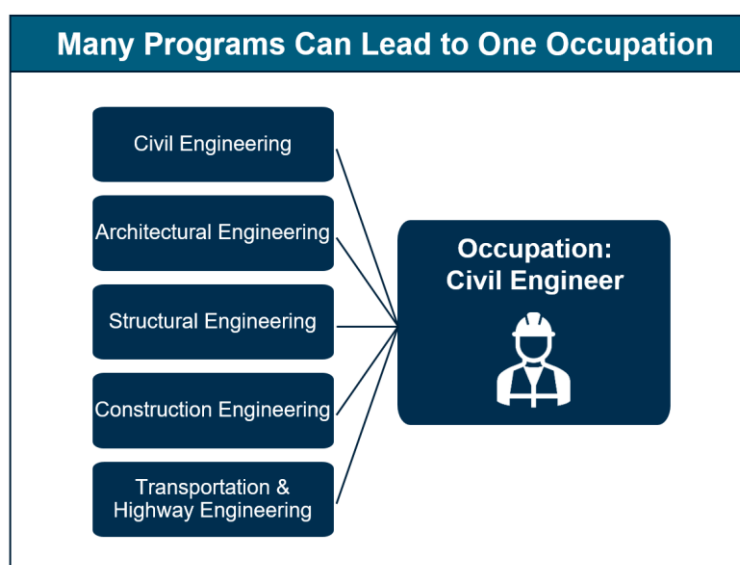 Many Programs Can Lead to One Occupation
Civil Engineering
Architectural Engineering
Structural Engineering
Construction Engineering
Transportation &
Highway Engineering
Occupation:
Civil Engineer